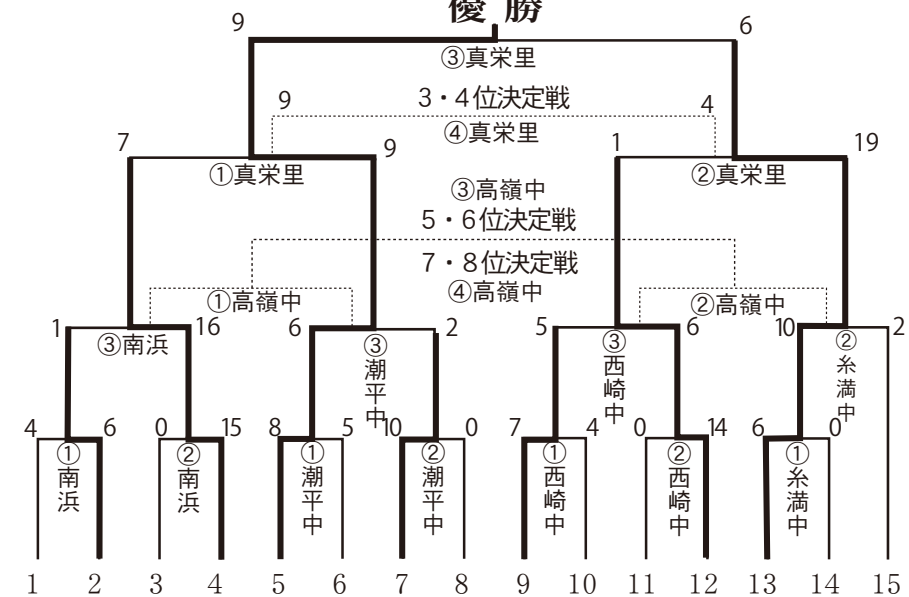 優勝
9 6
③真栄里
3・4位決定戦
9 4
④真栄里
7 9 1 19
①真栄里 ②真栄里
③高嶺中
5・6位決定戦
7・8位決定戦
①高嶺中 ④高嶺中 ②高嶺中
1 16 6 2 5 6 10 2
③南浜 ③潮平中 ③西崎中 ②糸満中
4 6 0 15 8 5 10 0 7 4 0 14 6 0
①南浜 ②南浜 ①潮平中 ②潮平中 ①西崎中 ②西崎中 ①糸満中
1 2 3 4 5 6 7 8 9 10 11 12 13 14 15